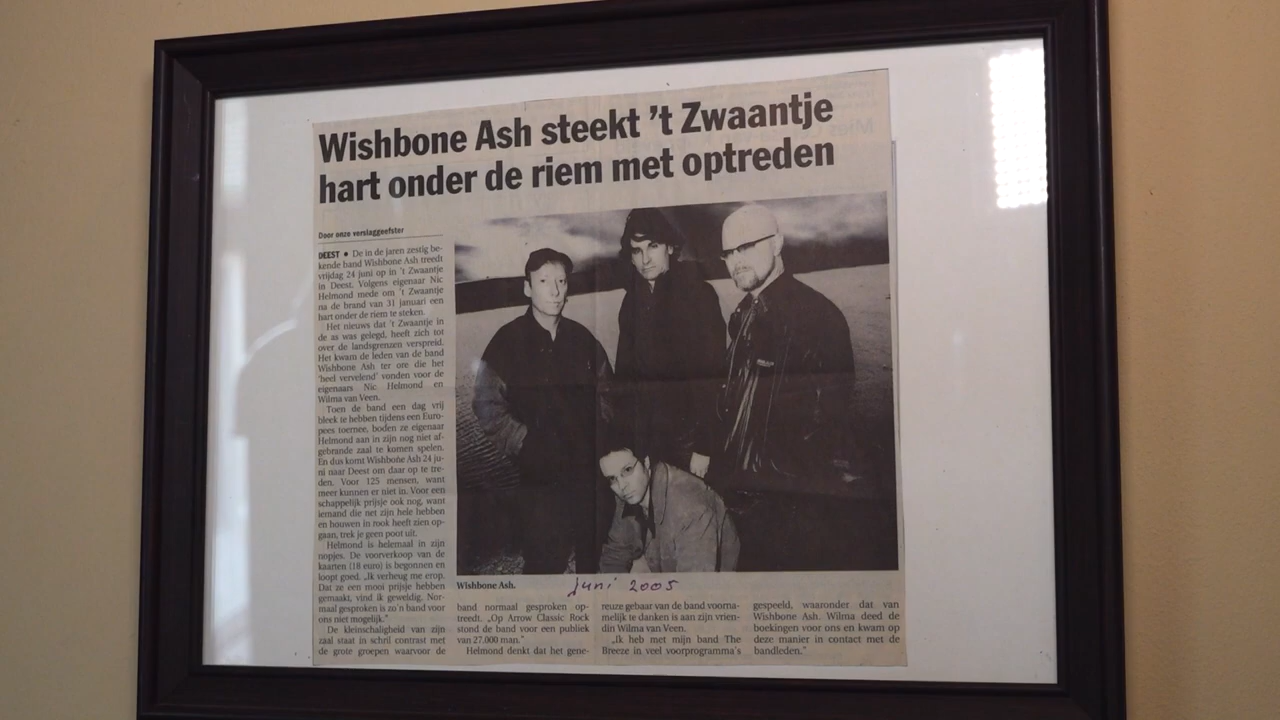 Wishbone Ash steekt 't Zwaantje
hart onder de riem met optreden
Door onze verslaggeefster
DEEST • De in de jaren zestig be-
kende band Wishbone Ash treedt
vrijdag 24 juni op in 't Zwaantje
in Deest. Volgens eigenaar Nic
Helmond mede om 't Zwaantje
na de brand van 31 januari een
hart onder de riem te steken.
Het nieuws dat 't Zwaantje in
de as was gelegd, heeft zich tot
over de landsgrenzen verspreid.
Het kwam de leden van de band
Wishbone Ash ter ore die het
'heel vervelend' vonden voor de
eigenaars Nic Helmond en
Wilma van Veen.
Toen de band een dag vrij
bleek te hebben tijdens een Euro-
pees toernee, boden ze eigenaar
Helmond aan in zijn nog niet af-
gebrande zaal te komen spelen.
En dus komt Wishbone Ash 24 ju-
ni naar Deest om daar op te tre-
den. Voor 125 mensen, want
meer kunnen er niet in. Voor een
schappelijk prijsje ook nog, want
iemand die net zijn hele hebben
en houwen in rook heeft zien op-
gaan, trek je geen poot uit.
Helmond is helemaal in zijn
nopjes. De voorverkoop van de
kaarten (18 euro) is begonnen en
loopt goed. „Ik verheug me erop.
Dat ze een mooi prijsje hebben
gemaakt, vind ik geweldig. Nor-
maal gesproken is zo'n band voor
ons niet mogelijk."
De kleinschaligheid van zijn
zaal staat in schril contrast met
de grote groepen waarvoor de
Wishbone Ash.
juni 2005
band normaal gesproken op-
treedt. „Op Arrow Classic Rock
stond de band voor een publiek
van 27.000 man."
Helmond denkt dat het gene-
reuze gebaar van de band voorna-
melijk te danken is aan zijn vrien-
din Wilma van Veen.
„Ik heb met mijn band The
Breeze in veel voorprogramma's
gespeeld, waaronder dat van
Wishbone Ash. Wilma deed de
boekingen voor ons en kwam op
deze manier in contact met de
bandleden."